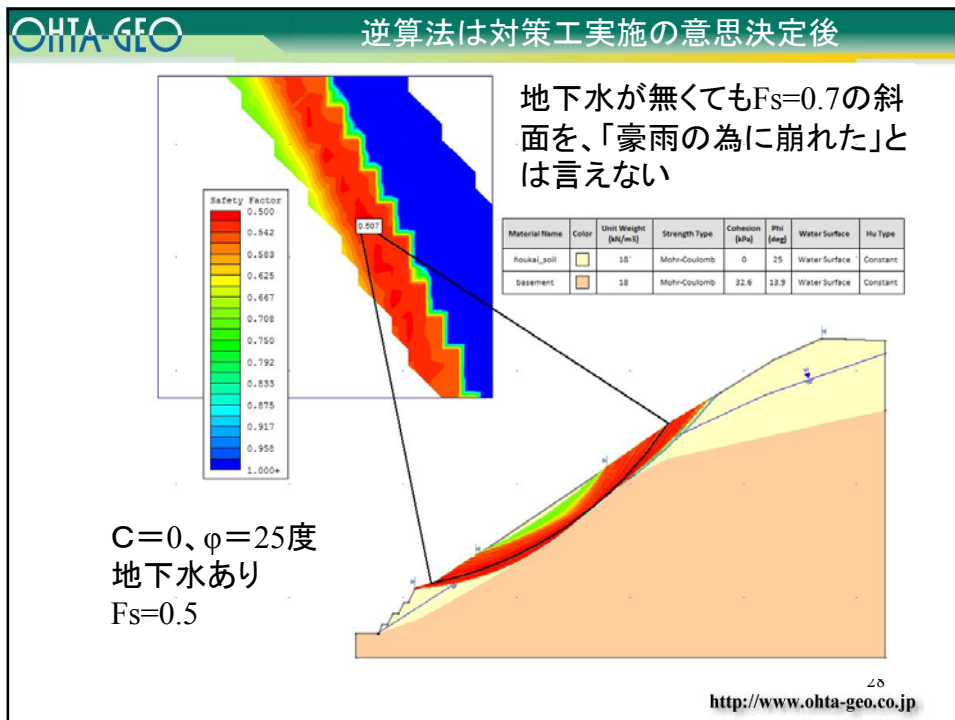 OHTA-GEO
逆算法は対策工実施の意思決定後
地下水が無くてもFs=0.7の斜
面を、「豪雨の為に崩れた」と
は言えない
Safety Factor
0.500
0.542
0.583
0.625
0.667
0.708
0.750
0.792
0.833
0.875
0.917
0.958
1.000+
0.507
Material Name Color Unit Weight (kN/m3) Strength Type Cohesion (kPa) Phi (deg) Water Surface Hu Type
houkai_soil 18 Mohr-Coulomb 0 25 Water Surface Constant
basement 18 Mohr-Coulomb 32.6 13.9 Water Surface Constant
C=0、φ=25度
地下水あり
Fs=0.5
28
http://www.ohta-geo.co.jp